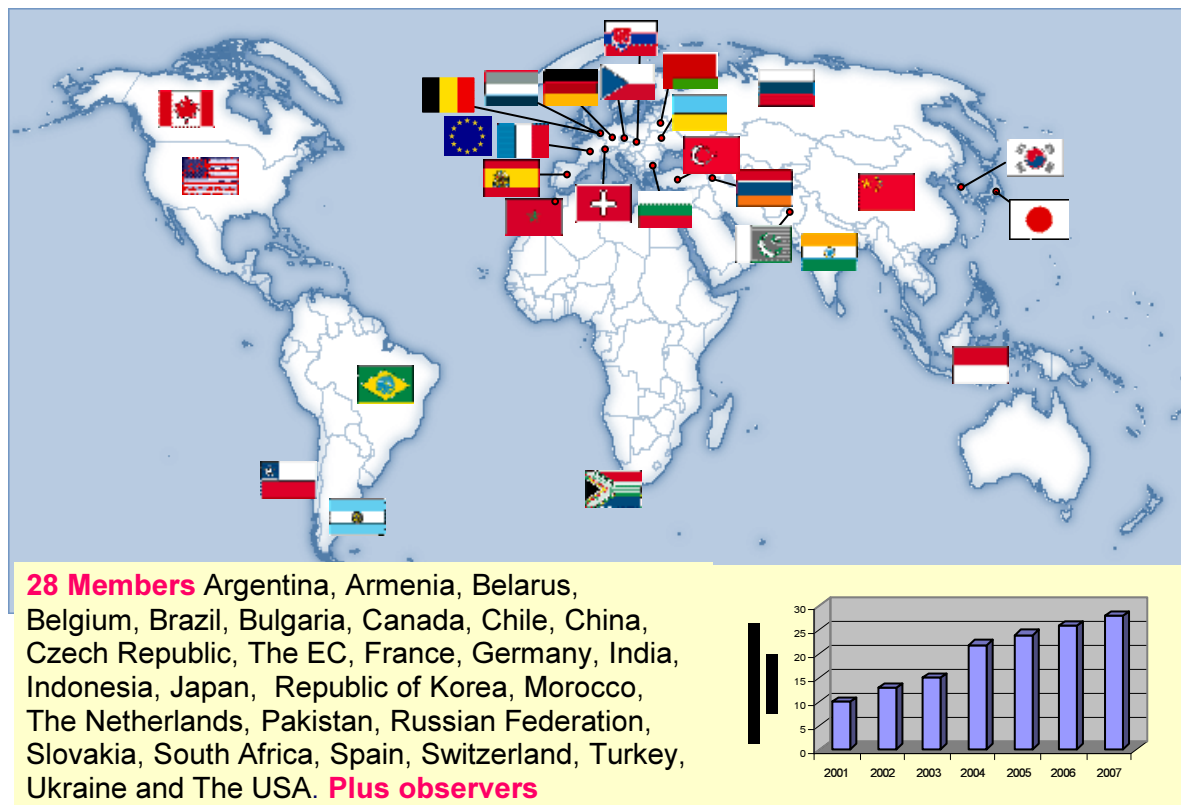 28 Members Argentina, Armenia, Belarus,
Belgium, Brazil, Bulgaria, Canada, Chile, China,
Czech Republic, The EC, France, Germany, India,
Indonesia, Japan, Republic of Korea, Morocco,
The Netherlands, Pakistan, Russian Federation,
Slovakia, South Africa, Spain, Switzerland, Turkey,
Ukraine and The USA. Plus observers
30
25
20
15
10
5
0
2001 2002 2003 2004 2005 2006 2007